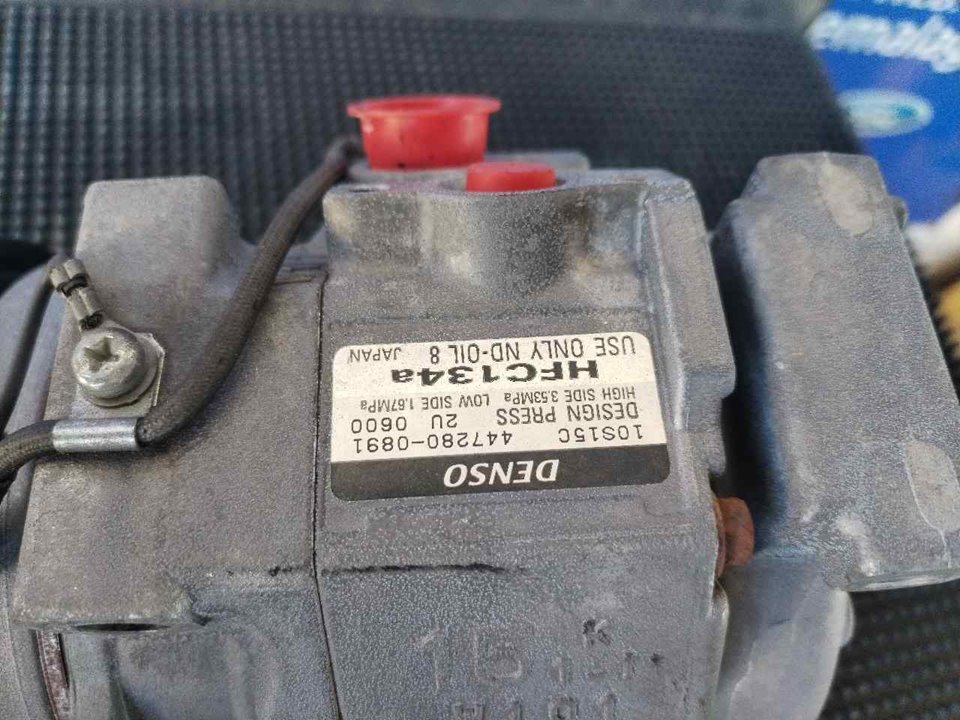 DENSO
10S15C 447280-0891
DESIGN PRESS 2U 0600
HIGH SIDE 3.53MPa LOW SIDE 1.67MPa
HFC134a
USE ONLY ND-OIL 8 JAPAN